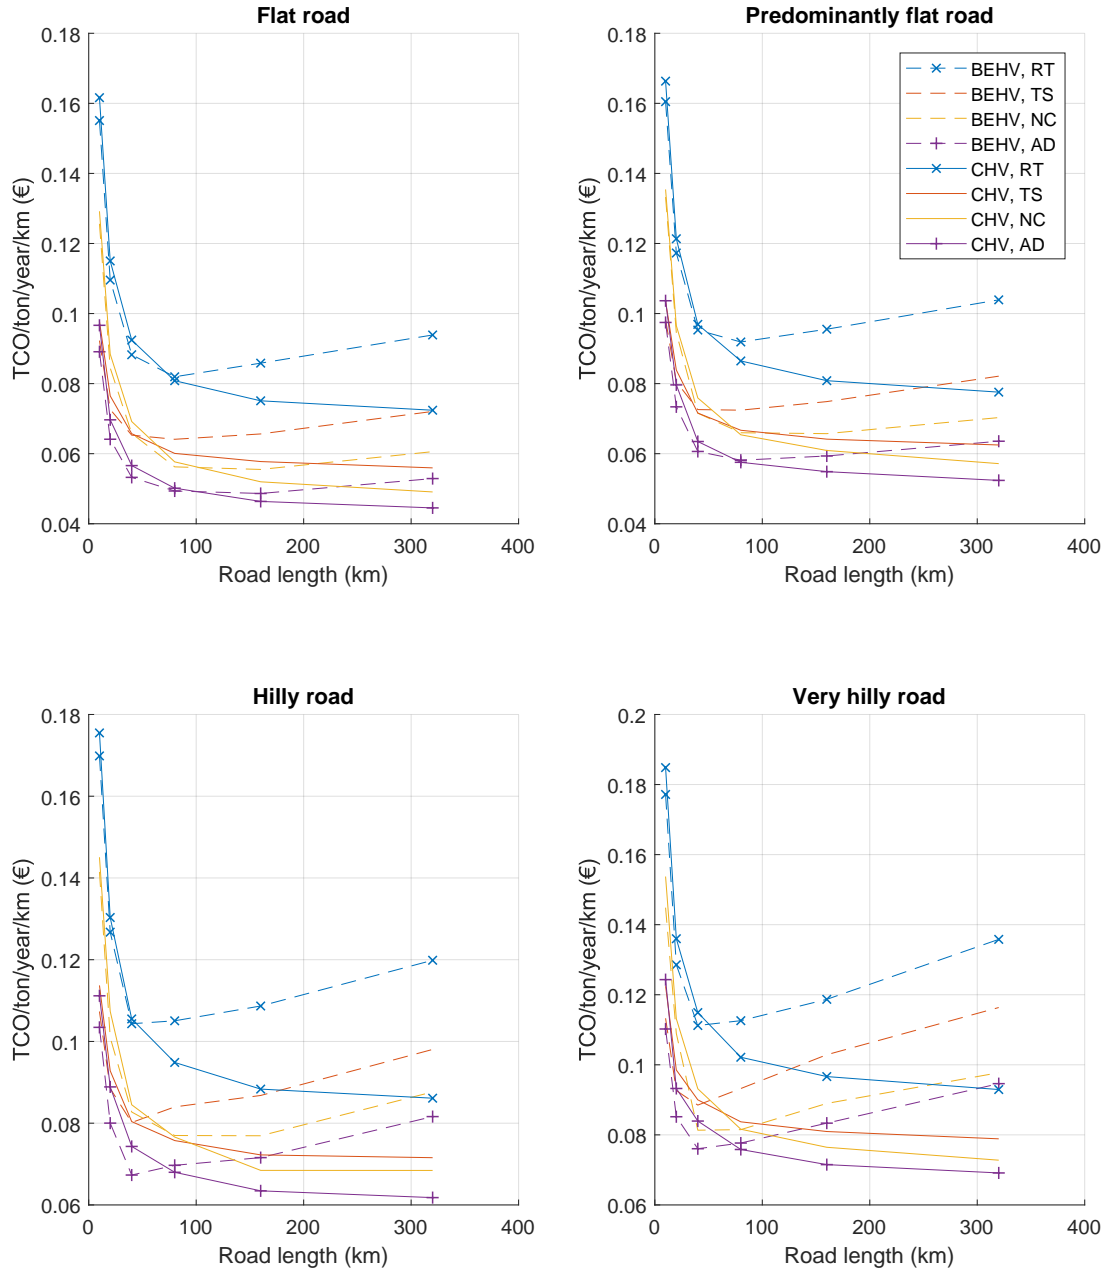 Flat road
TCO/ton/year/km (€)
0.18
0.16
0.14
0.12
0.1
0.08
0.06
0.04
0
100
200
300
400
Road length (km)
Predominantly flat road
TCO/ton/year/km (€)
0.18
0.16
0.14
0.12
0.1
0.08
0.06
0.04
0
100
200
300
400
Road length (km)
BEHV, RT
BEHV, TS
BEHV, NC
BEHV, AD
CHV, RT
CHV, TS
CHV, NC
CHV, AD
Hilly road
TCO/ton/year/km (€)
0.18
0.16
0.14
0.12
0.1
0.08
0.06
0
100
200
300
400
Road length (km)
Very hilly road
TCO/ton/year/km (€)
0.2
0.18
0.16
0.14
0.12
0.1
0.08
0.06
0
100
200
300
400
Road length (km)